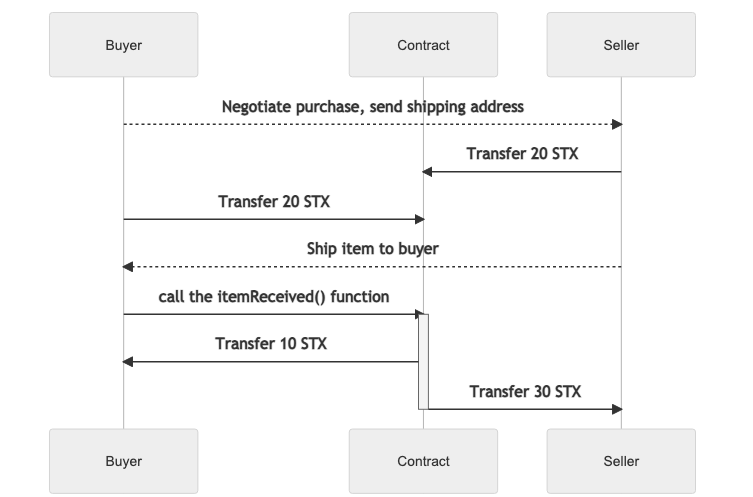 Buyer
Contract
Seller
Negotiate purchase, send shipping address
Transfer 20 STX
Transfer 20 STX
Ship item to buyer
call the itemReceived() function
Transfer 10 STX
Transfer 30 STX
Buyer
Contract
Seller